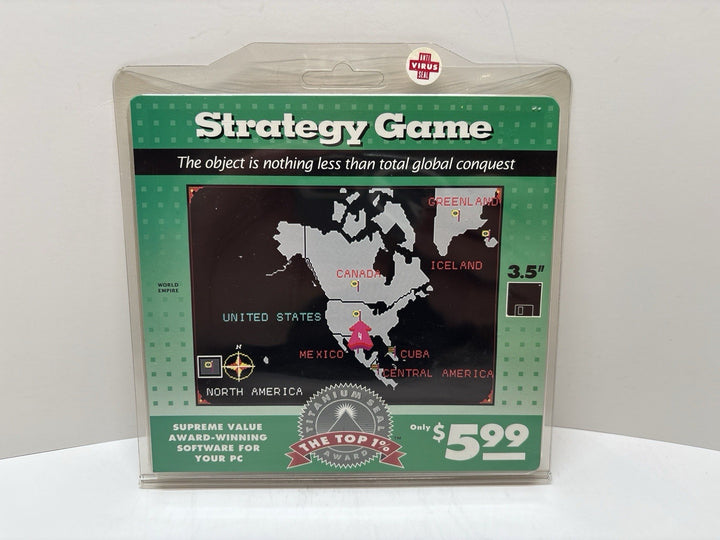 ANTI
VIRUS
SEAL
Strategy Game
The object is nothing less than total global conquest
GREENLAND
ICELAND
CANADA
3.5"
WORLD
EMPIRE
UNITED STATES
4
MEXICO
CUBA
CENTRAL AMERICA
NORTH AMERICA
TITANIUM SEAL
THE TOP 1%
AWARD
TM
SUPREME VALUE
AWARD-WINNING
SOFTWARE FOR
YOUR PC
Only $5.99